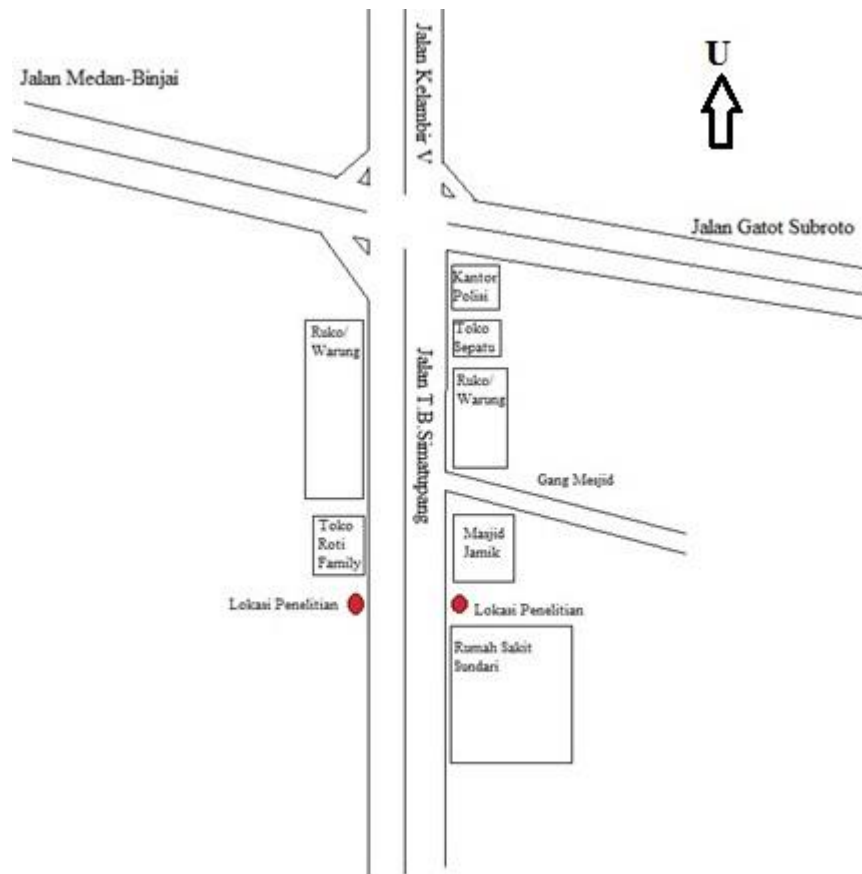 U
Jalan Medan-Binjai
Jalan Kelambir V
Jalan Gatot Subroto
Kantor
Polisi
Toko
Sepatu
Ruko/
Warung
Ruko/
Warung
Jalan T.B.Simatupang
Gang Mesjid
Toko
Roti
Family
Masjid
Jamik
Lokasi Penelitian
Lokasi Penelitian
Rumah Sakit
Sundari